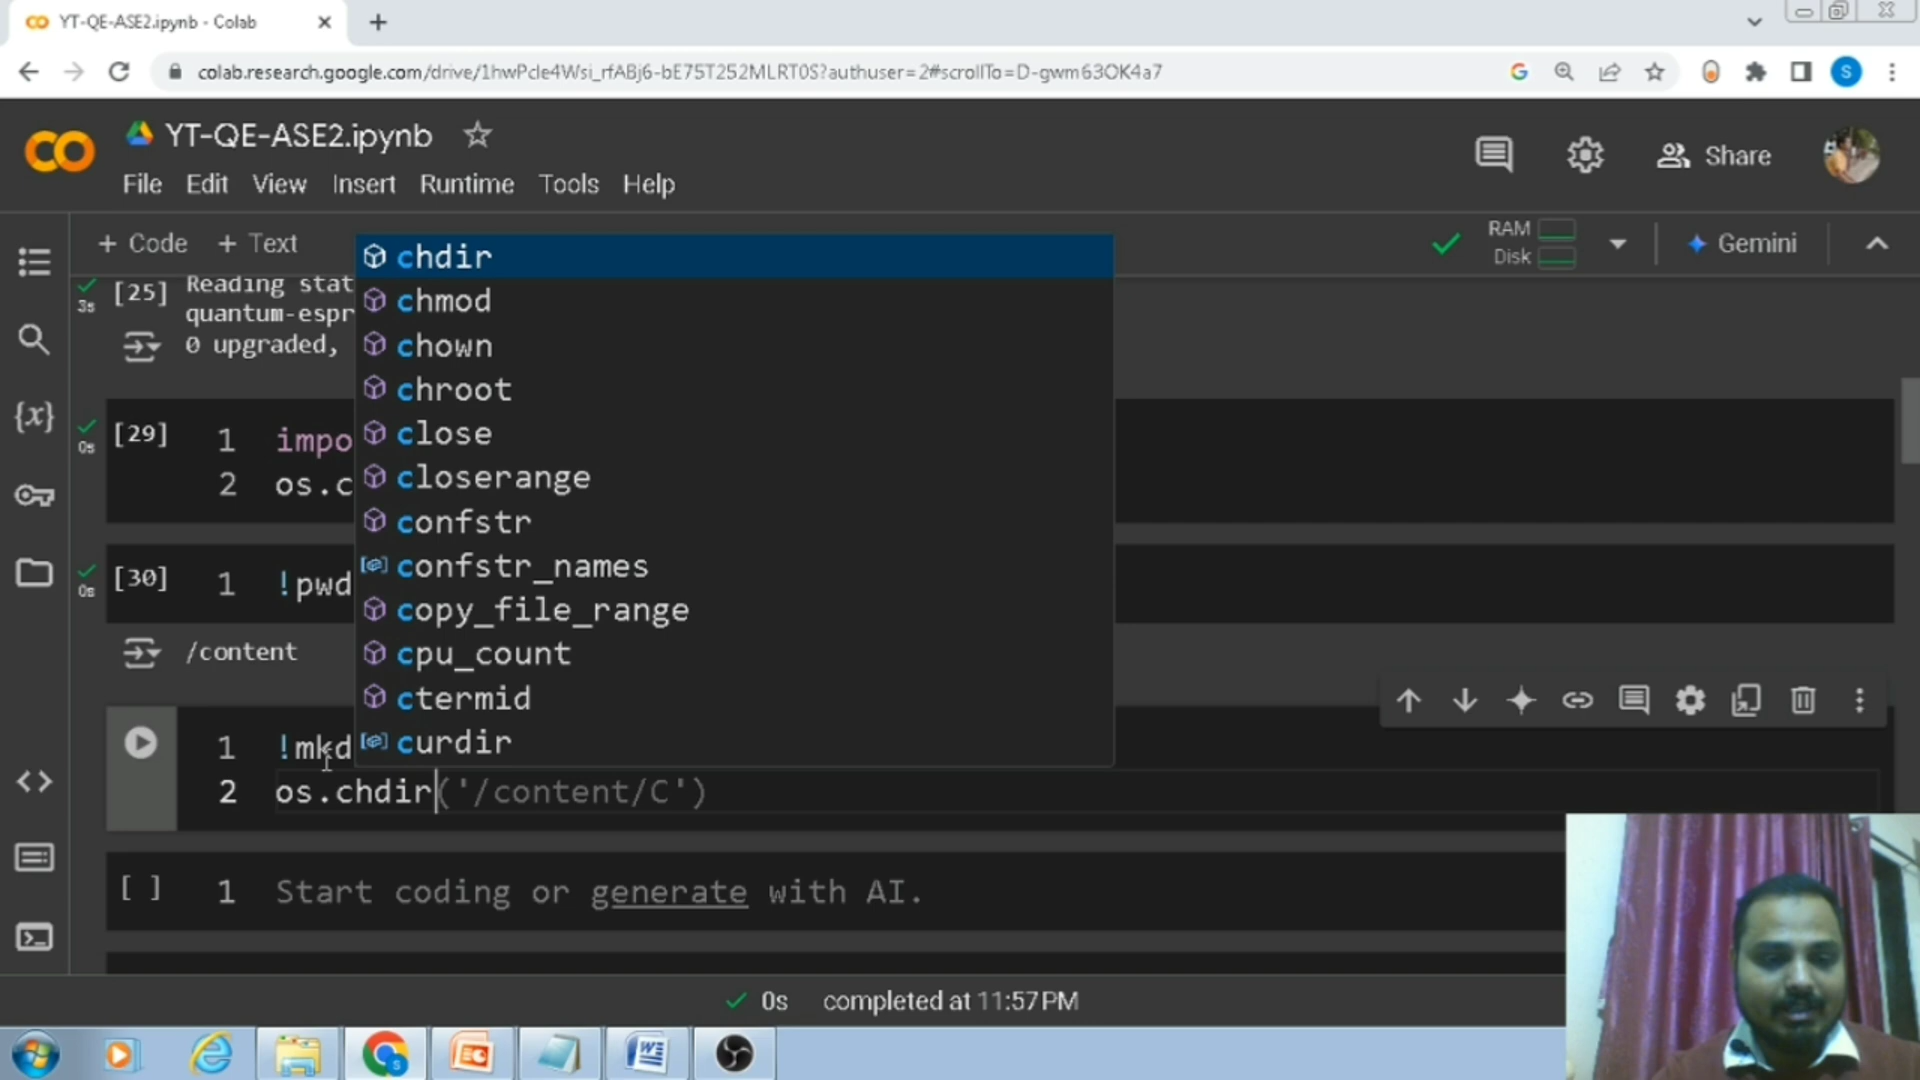 YT-QE-ASE2.ipynb - Colab
colab.research.google.com/drive/1hwPcIe4Wsi_rfABj6-bE75T252MLRT0S?authuser=2#scrollTo=D-gwm63OK4a7
S
YT-QE-ASE2.ipynb
File Edit View Insert Runtime Tools Help
Share
+ Code + Text
RAM
Disk
Gemini
3s
[25] Reading stat
quantum-espr
0 upgraded,
chdir
chmod
chown
chroot
close
closerange
confstr
confstr_names
copy_file_range
cpu_count
ctermid
curdir
0s
[29] 1 impo
2 os.c
0s
[30] 1 !pwd
/content
1 !mkd
2 os.chdir('/content/C')
[ ] 1 Start coding or generate with AI.
0s completed at 11:57 PM